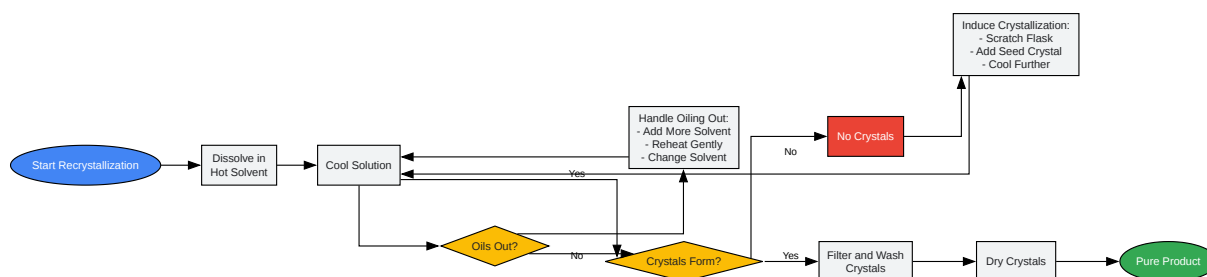 Start Recrystallization
Dissolve in
Hot Solvent
Cool Solution
Oils Out?
Yes
No
Handle Oiling Out:
- Add More Solvent
- Reheat Gently
- Change Solvent
Crystals Form?
No
No Crystals
Induce Crystallization:
- Scratch Flask
- Add Seed Crystal
- Cool Further
Yes
Filter and Wash
Crystals
Dry Crystals
Pure Product